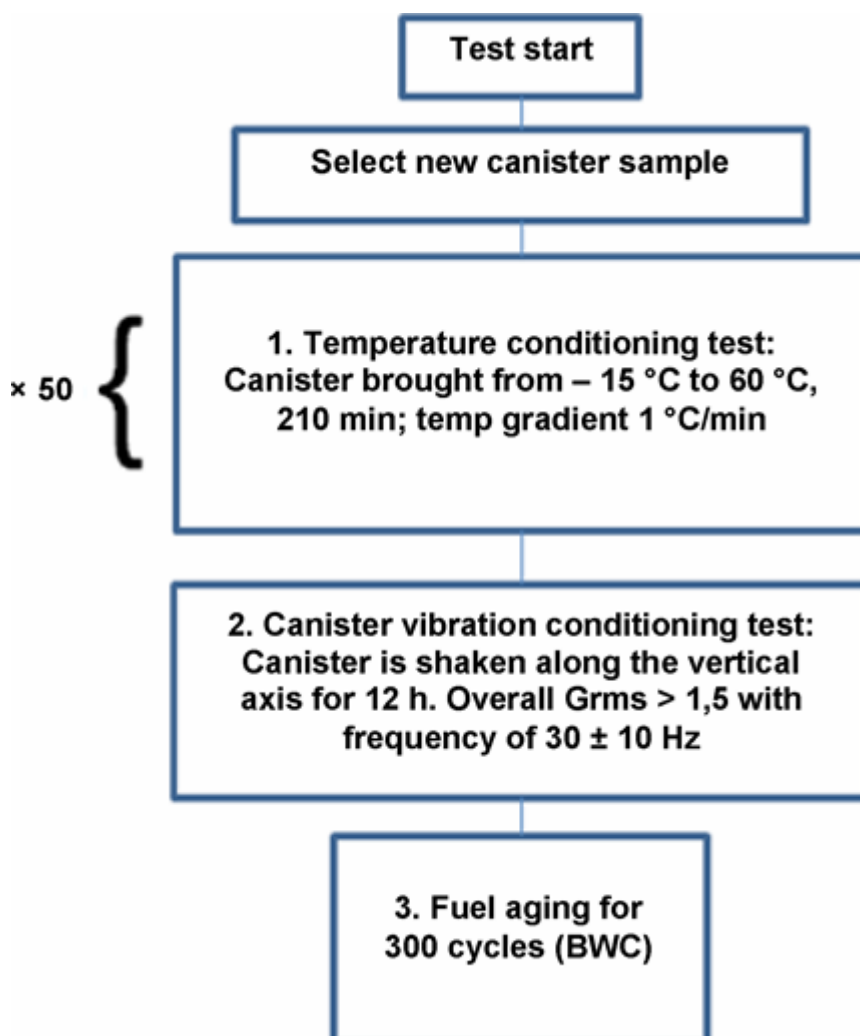 Test start
Select new canister sample
× 50
1. Temperature conditioning test:
Canister brought from – 15 °C to 60 °C,
210 min; temp gradient 1 °C/min
2. Canister vibration conditioning test:
Canister is shaken along the vertical
axis for 12 h. Overall Grms > 1,5 with
frequency of 30 ± 10 Hz
3. Fuel aging for
300 cycles (BWC)